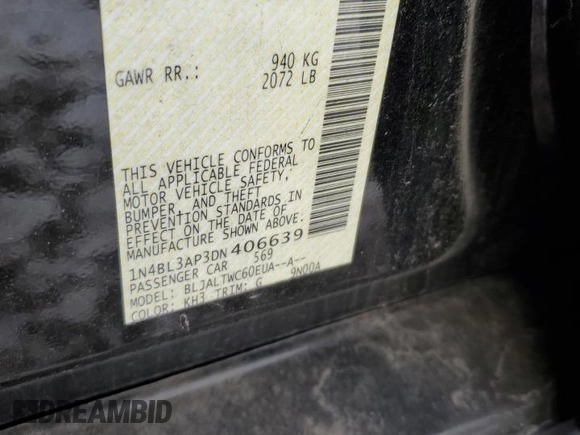 GAWR RR.: 940 KG
2072 LB
THIS VEHICLE CONFORMS TO
ALL APPLICABLE FEDERAL
MOTOR VEHICLE SAFETY,
BUMPER, AND THEFT
PREVENTION STANDARDS IN
EFFECT ON THE DATE OF
MANUFACTURE SHOWN ABOVE.
1N4BL3AP3DN406639
PASSENGER CAR 569
MODEL: BLJALTWC60EUA--A--
COLOR: KH3 TRIM: G 9N00A
DREAMBID